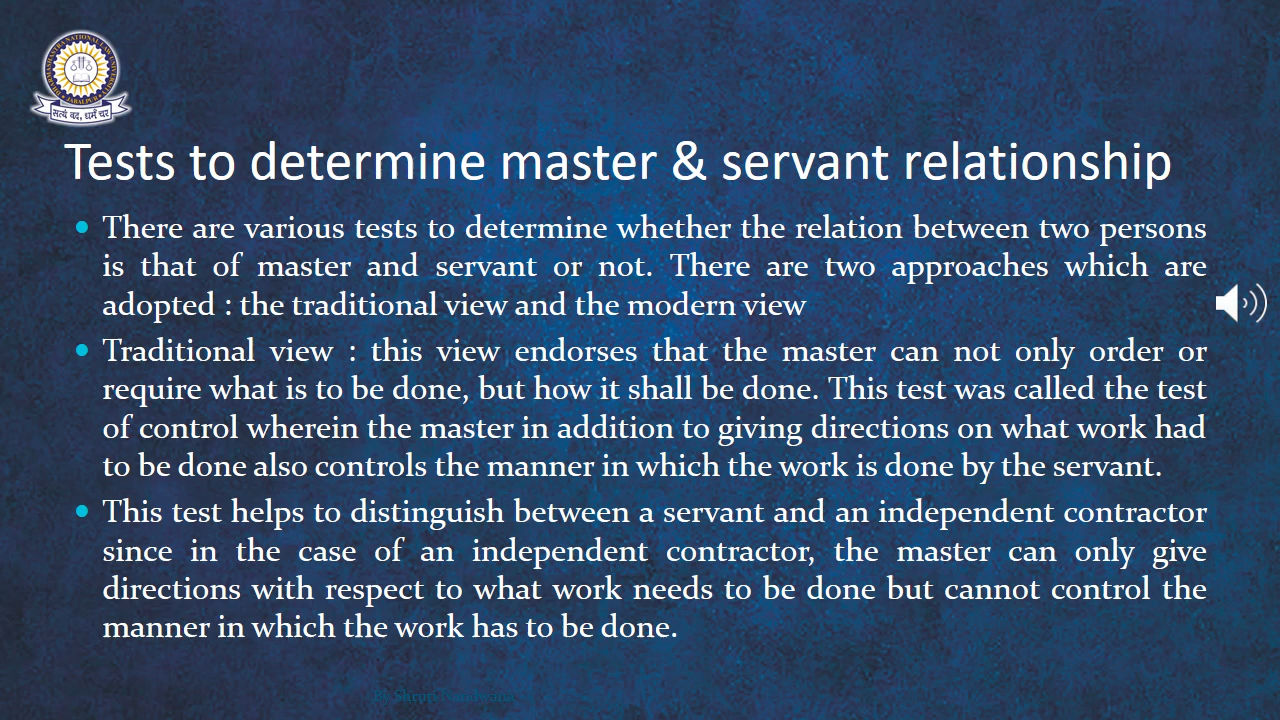 DHARMASHASTRA NATIONAL LAW UNIVERSITY
JABALPUR
सत्यं वद, धर्मं चर
Tests to determine master & servant relationship
There are various tests to determine whether the relation between two persons
is that of master and servant or not. There are two approaches which are
adopted : the traditional view and the modern view
Traditional view : this view endorses that the master can not only order or
require what is to be done, but how it shall be done. This test was called the test
of control wherein the master in addition to giving directions on what work had
to be done also controls the manner in which the work is done by the servant.
This test helps to distinguish between a servant and an independent contractor
since in the case of an independent contractor, the master can only give
directions with respect to what work needs to be done but cannot control the
manner in which the work has to be done.
By Shruti Nandwana